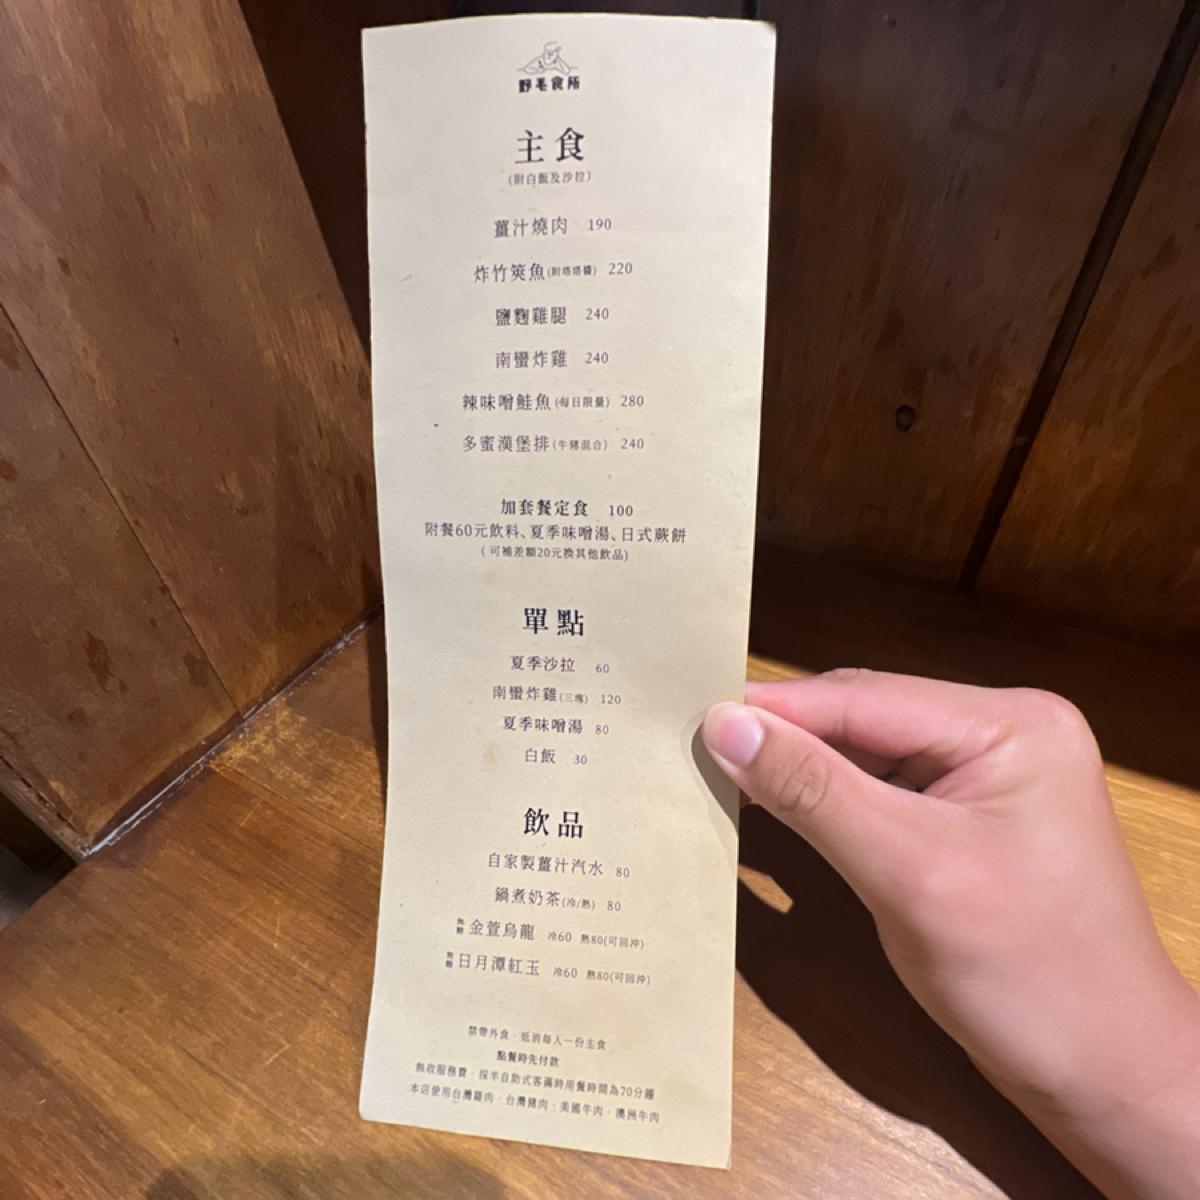 野毛食所
主食
(附白飯及沙拉)
薑汁燒肉 190
炸竹筴魚(附塔塔醬) 220
鹽麴雞腿 240
南蠻炸雞 240
辣味噌鮭魚(每日限量) 280
多蜜漢堡排(牛豬混合) 240
加套餐定食 100
附餐60元飲料、夏季味噌湯、日式蕨餅
(可補差額20元換其他飲品)
單點
夏季沙拉 60
南蠻炸雞(三塊) 120
夏季味噌湯 80
白飯 30
飲品
自家製薑汁汽水 80
鍋煮奶茶(冷/熱) 80
無糖 金萱烏龍 冷60 熱80(可回沖)
無糖 日月潭紅玉 冷60 熱80(可回沖)
禁帶外食・低消每人一份主食
點餐時先付款
無收服務費・採半自助式客滿時用餐時間為70分鐘
本店使用台灣雞肉・台灣豬肉・美國牛肉・澳洲牛肉